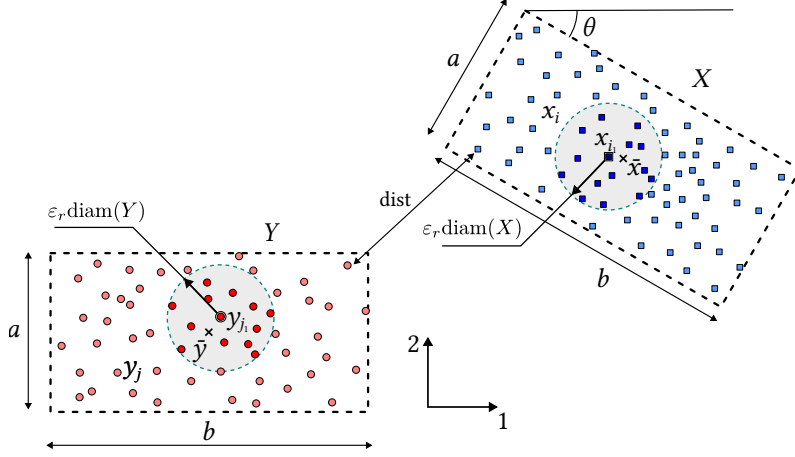 θ
a
X
x_i
x_{i_1}
x̄
dist
ε_r diam(Y)
ε_r diam(X)
Y
b
a
y_{j_1}
ȳ
y_j
2
1
b